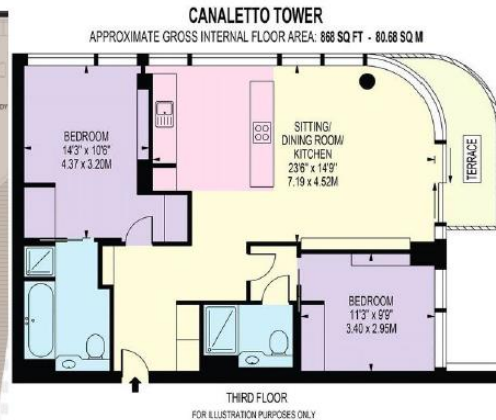 CANALETTO TOWER
APPROXIMATE GROSS INTERNAL FLOOR AREA: 868 SQ FT - 80.68 SQ M
BEDROOM
14'3" x 10'6"
4.37 x 3.20M
SITTING/
DINING ROOM/
KITCHEN
23'6" x 14'9"
7.19 x 4.52M
TERRACE
BEDROOM
11'3" x 9'9"
3.40 x 2.95M
THIRD FLOOR
FOR ILLUSTRATION PURPOSES ONLY